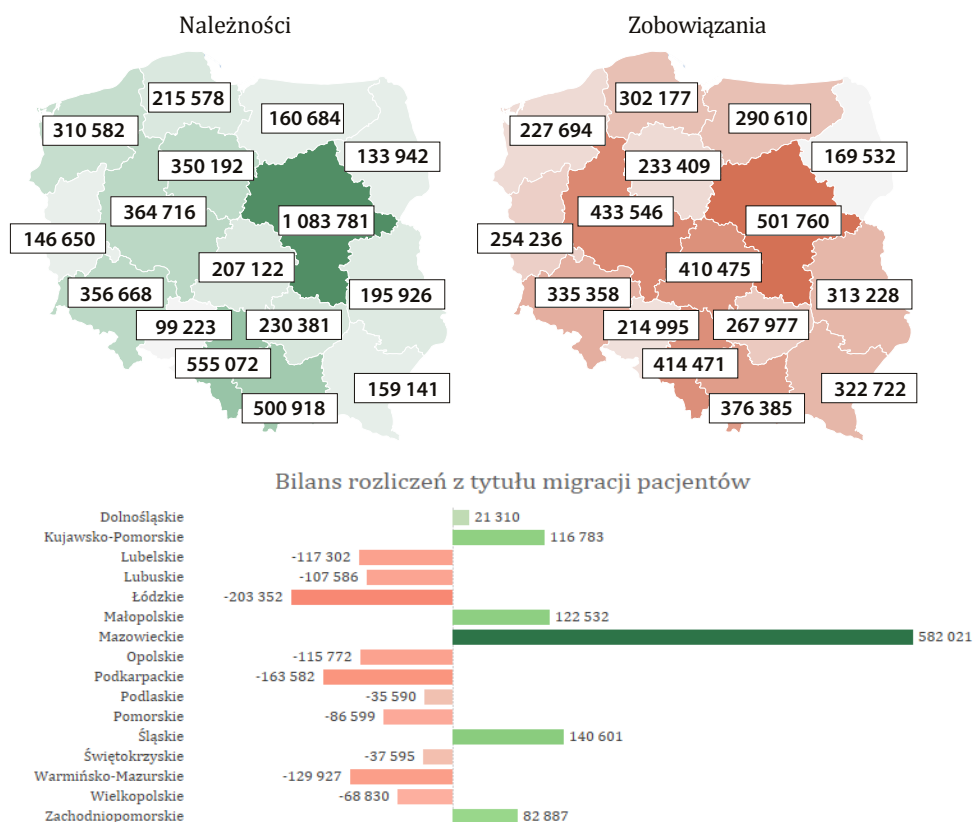 Należności
215 578
310 582
160 684
350 192
133 942
364 716
1 083 781
146 650
207 122
356 668
195 926
99 223
230 381
555 072
159 141
500 918
Zobowiązania
302 177
290 610
227 694
169 532
233 409
433 546
501 760
254 236
410 475
335 358
313 228
214 995
267 977
414 471
322 722
376 385
Bilans rozliczeń z tytułu migracji pacjentów
Dolnośląskie 21 310
Kujawsko-Pomorskie 116 783
Lubelskie -117 302
Lubuskie -107 586
Łódzkie -203 352
Małopolskie 122 532
Mazowieckie 582 021
Opolskie -115 772
Podkarpackie -163 582
Podlaskie -35 590
Pomorskie -86 599
Śląskie 140 601
Świętokrzyskie -37 595
Warmińsko-Mazurskie -129 927
Wielkopolskie -68 830
Zachodniopomorskie 82 887